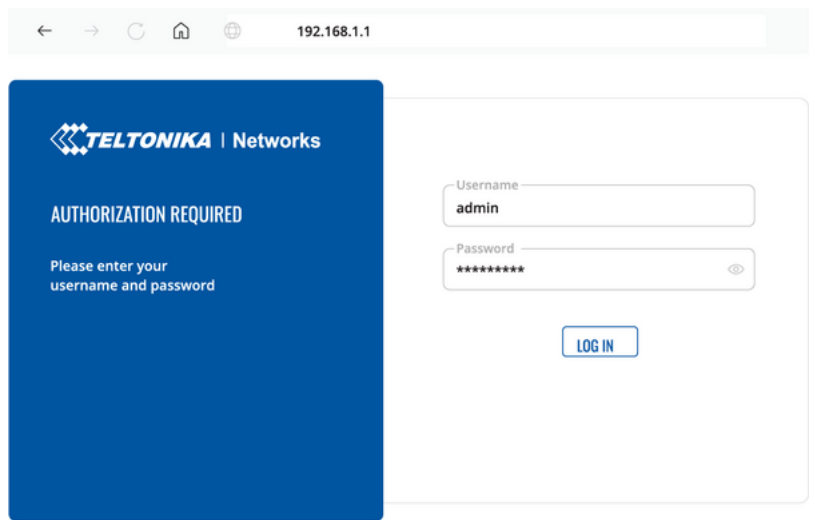 192.168.1.1
TELTONIKA | Networks
AUTHORIZATION REQUIRED
Please enter your
username and password
Username
admin
Password
*********
LOG IN